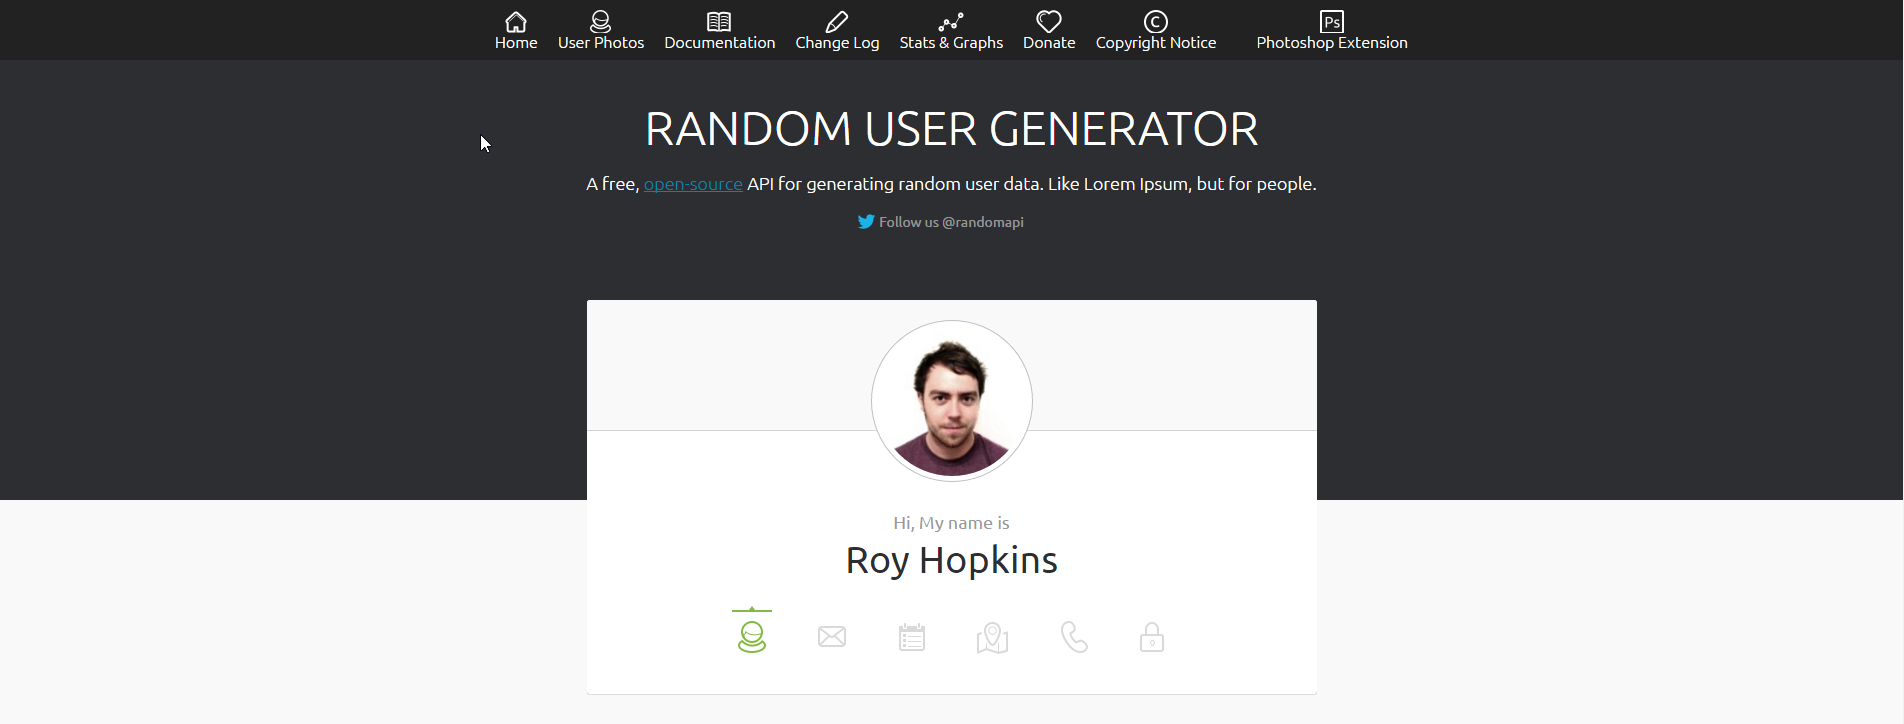 Home User Photos Documentation Change Log Stats & Graphs Donate Copyright Notice Photoshop Extension
Ps
RANDOM USER GENERATOR
A free, open-source API for generating random user data. Like Lorem Ipsum, but for people.
Follow us @randomapi
Hi, My name is
Roy Hopkins